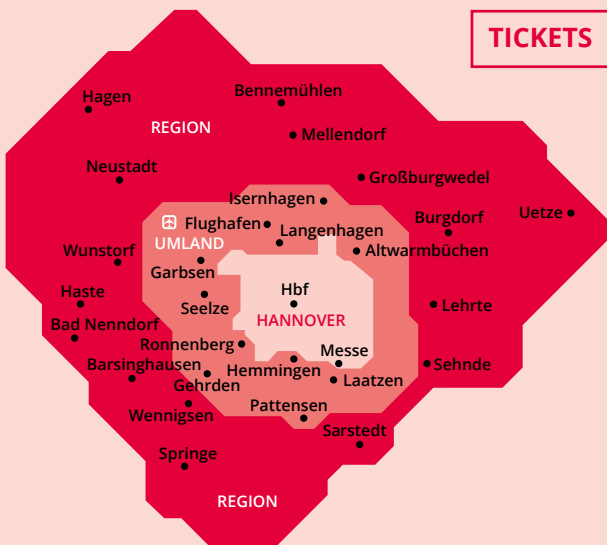 TICKETS
Hagen
Bennemühlen
REGION
Mellendorf
Neustadt
Großburgwedel
Isernhagen
Uetze
Burgdorf
Flughafen
Langenhagen
UMLAND
Altwarmbüchen
Wunstorf
Garbsen
Hbf
Haste
Seelze
Lehrte
HANNOVER
Bad Nenndorf
Ronnenberg
Messe
Barsinghausen
Hemmingen
Sehnde
Gehrden
Laatzen
Pattensen
Wennigsen
Sarstedt
Springe
REGION